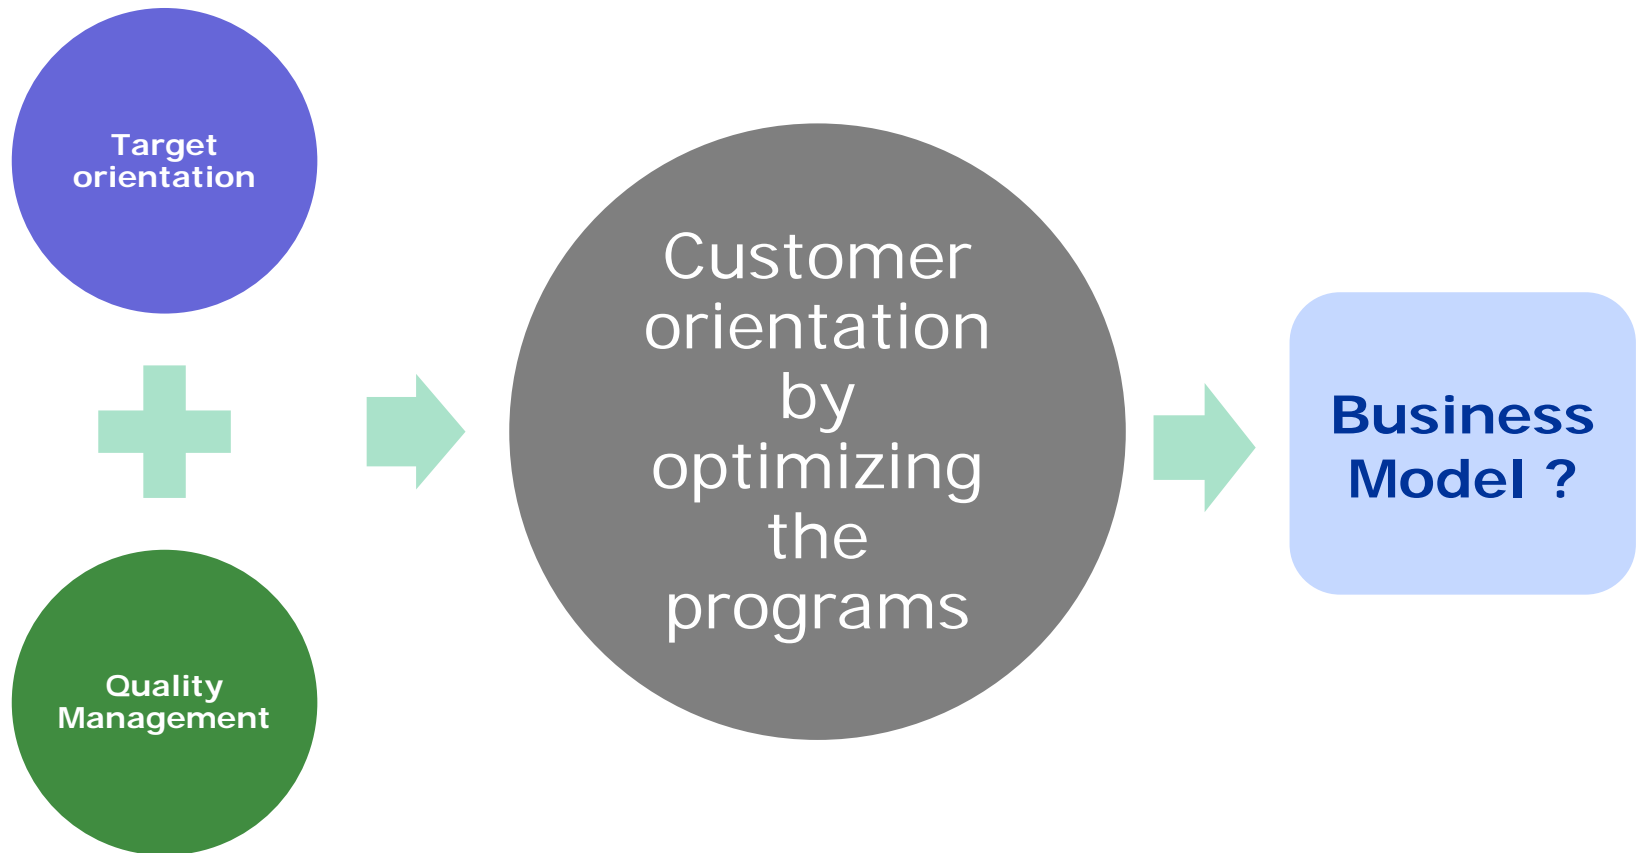 Target
orientation
Quality
Management
Customer
orientation
by
optimizing
the
programs
Business
Model ?